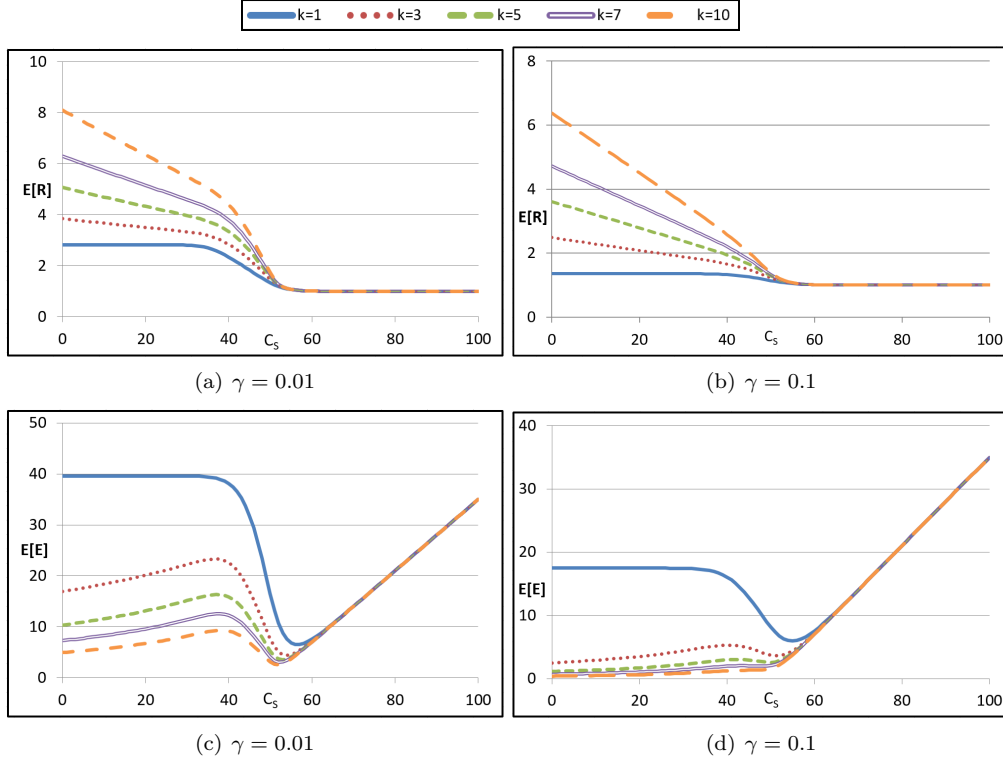 k=1 k=3 k=5 k=7 k=10
10
8
6
E[R]
4
2
0
0 20 40 C_S 60 80 100
(a) γ = 0.01
8
6
4
E[R]
2
0
0 20 40 C_S 60 80 100
(b) γ = 0.1
50
40
30
E[E]
20
10
0
0 20 40 C_S 60 80 100
(c) γ = 0.01
40
30
20
E[E]
10
0
0 20 40 C_S 60 80 100
(d) γ = 0.1